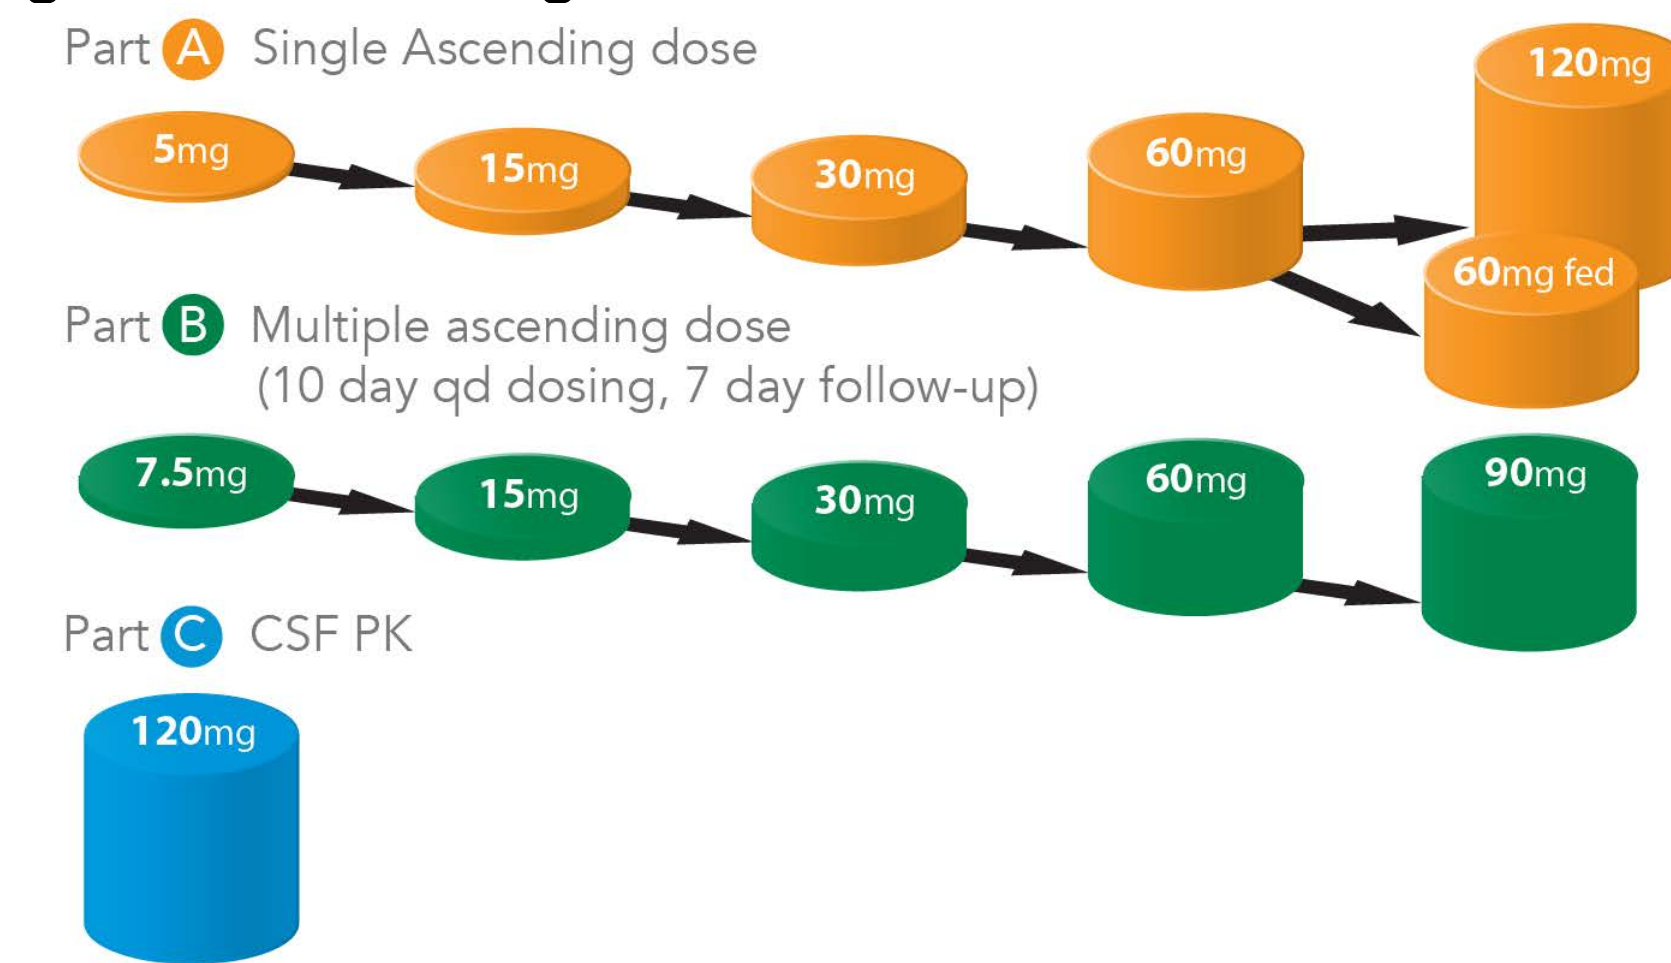 Part A Single Ascending dose
5mg
15mg
30mg
60mg
120mg
60mg fed
Part B Multiple ascending dose
(10 day qd dosing, 7 day follow-up)
7.5mg
15mg
30mg
60mg
90mg
Part C CSF PK
120mg